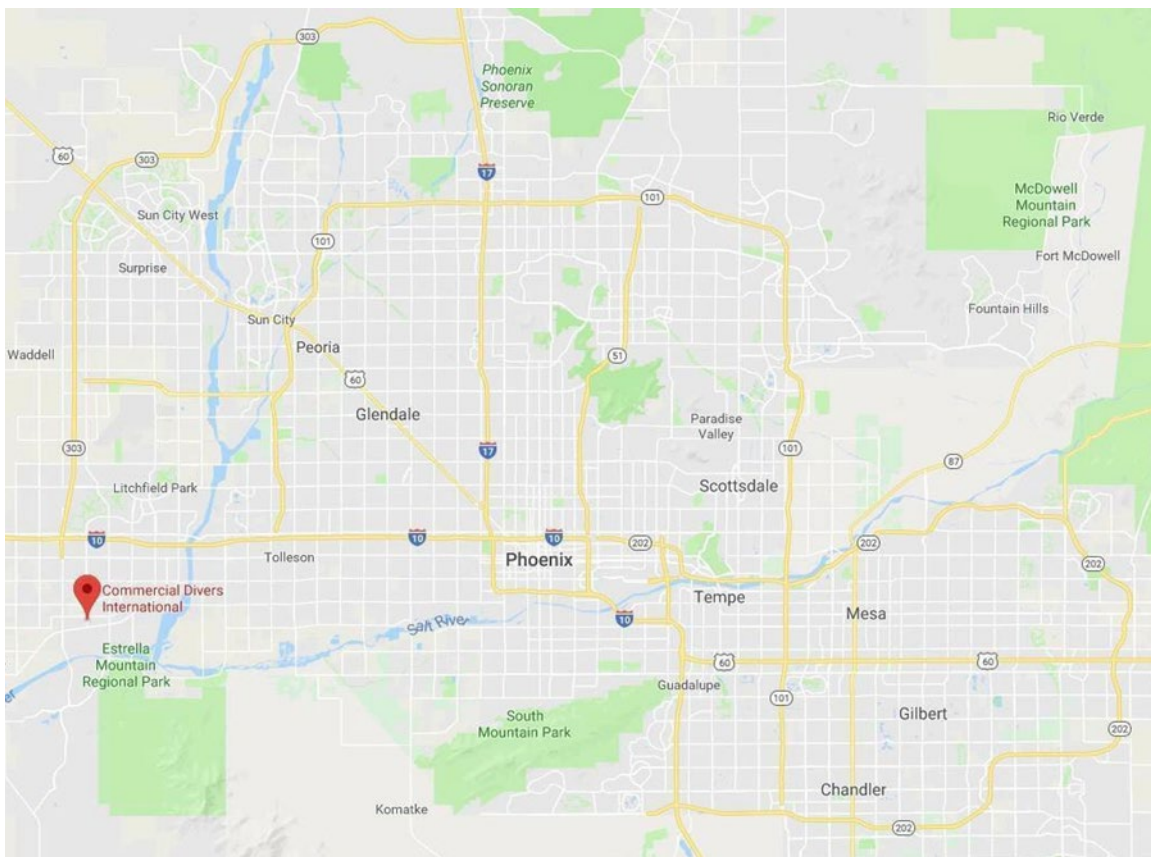 303
Phoenix
Sonoran
Preserve
Rio Verde
60
303
17
McDowell
Mountain
Regional Park
101
Sun City West
101
Fort McDowell
Surprise
Fountain Hills
Sun City
Peoria
Waddell
51
60
Glendale
Paradise
Valley
303
17
101
87
Litchfield Park
Scottsdale
10
10
10
202
202
Tolleson
Phoenix
202
Commercial Divers
International
Tempe
Mesa
10
Salt River
Estrella
Mountain
Regional Park
60
60
Guadalupe
101
South
Mountain Park
Gilbert
202
Chandler
Komatke
202